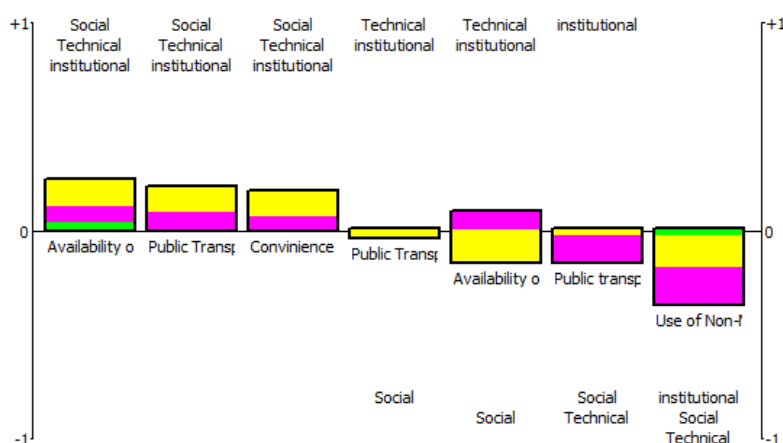 +1
Social
Technical
institutional
Social
Technical
institutional
Social
Technical
institutional
Technical
institutional
Technical
institutional
institutional
+1
0
0
Availability o
Public Transp
Convinience
Public Transp
Availability o
Public transp
Use of Non-M
Social
Social
Social
Technical
institutional
Social
Technical
-1
-1